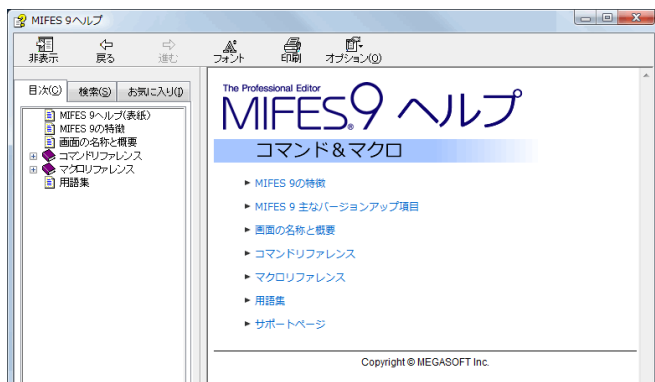 MIFES 9ヘルプ
非表示 戻る 進む フォント 印刷 オプション(O)
目次(C) 検索(S) お気に入り(I)
MIFES 9ヘルプ(表紙)
MIFES 9の特徴
画面の名称と概要
コマンドリファレンス
マクロリファレンス
用語集
The Professional Editor
MIFES®9 ヘルプ
コマンド&マクロ
MIFES 9の特徴
MIFES 9 主なバージョンアップ項目
画面の名称と概要
コマンドリファレンス
マクロリファレンス
用語集
サポートページ
Copyright © MEGASOFT Inc.